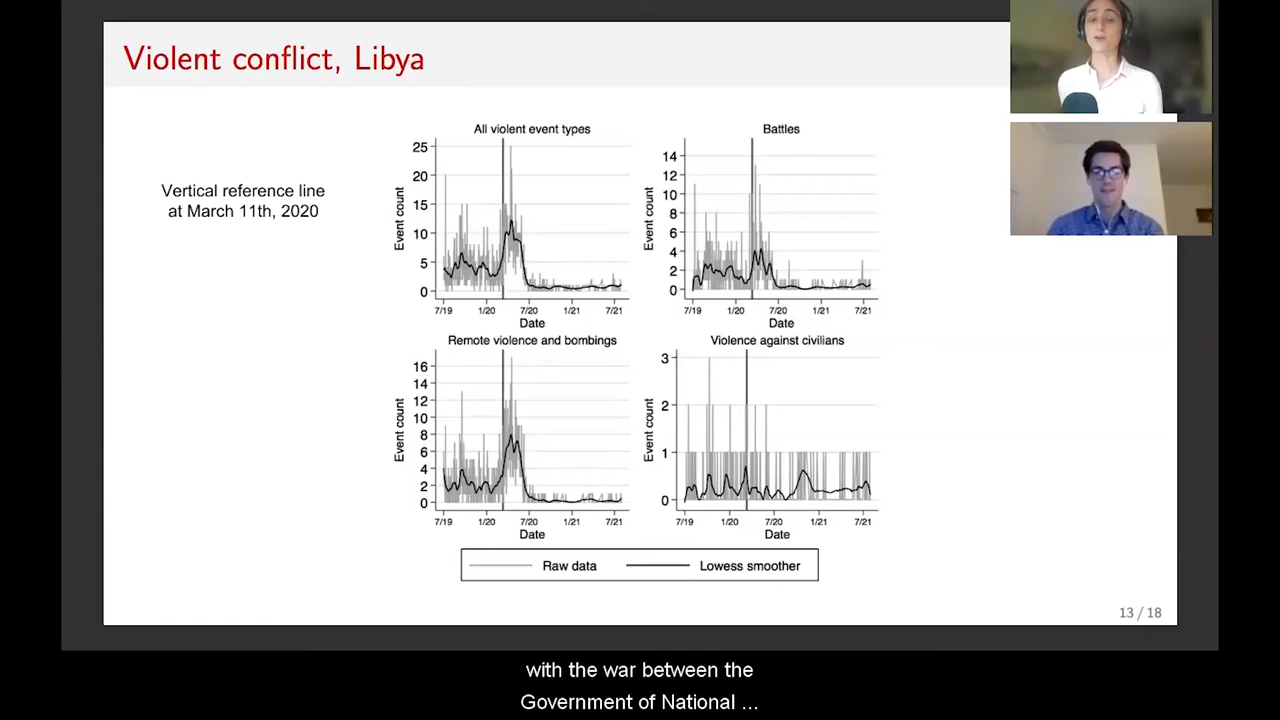 Violent conflict, Libya
Vertical reference line
at March 11th, 2020
All violent event types
25
20
15
10
5
0
Event count
7/19 1/20 7/20 1/21 7/21
Date
Battles
14
12
10
8
6
4
2
0
Event count
7/19 1/20 7/20 1/21 7/21
Date
Remote violence and bombings
16
14
12
10
8
6
4
2
0
Event count
7/19 1/20 7/20 1/21 7/21
Date
Violence against civilians
3
2
1
0
Event count
7/19 1/20 7/20 1/21 7/21
Date
Raw data Lowess smoother
13 / 18
with the war between the
Government of National ...